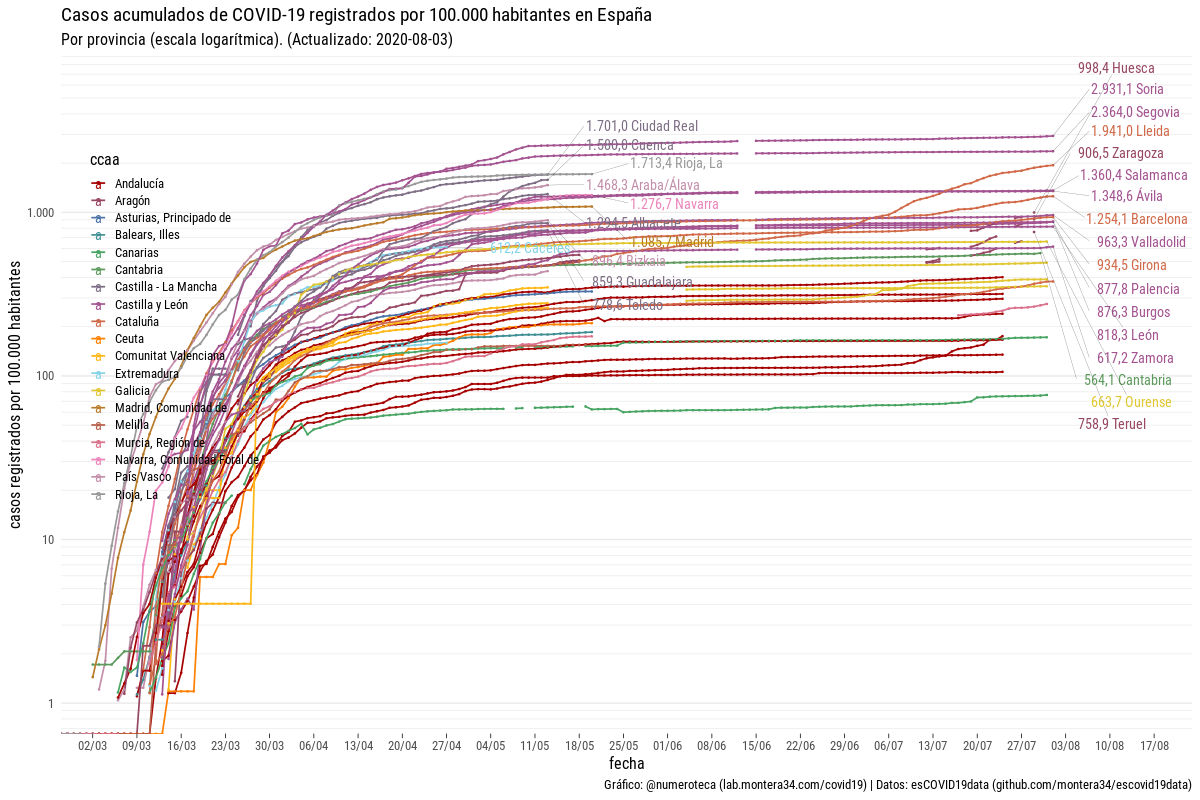 Casos acumulados de COVID-19 registrados por 100.000 habitantes en España
Por provincia (escala logarítmica). (Actualizado: 2020-08-03)
998,4 Huesca
2.931,1 Soria
2.364,0 Segovia
1.941,0 Lleida
906,5 Zaragoza
1.360,4 Salamanca
1.348,6 Ávila
1.254,1 Barcelona
963,3 Valladolid
934,5 Girona
877,8 Palencia
876,3 Burgos
818,3 León
617,2 Zamora
564,1 Cantabria
663,7 Ourense
758,9 Teruel
1.701,0 Ciudad Real
Cuenca
1.713,4 Rioja, La
1.468,3 Araba/Álava
1.276,7 Navarra
1.085,7 Madrid
Bizkaia
859,3 Guadalajara
Toledo
ccaa
Andalucía
Aragón
Asturias, Principado de
Balears, Illes
Canarias
Cantabria
Castilla - La Mancha
Castilla y León
Cataluña
Ceuta
Comunitat Valenciana
Extremadura
Galicia
Madrid, Comunidad de
Melilla
Murcia, Región de
Navarra, Comunidad Foral de
País Vasco
Rioja, La
casos registrados por 100.000 habitantes
1.000
100
10
1
02/03 09/03 16/03 23/03 30/03 06/04 13/04 20/04 27/04 04/05 11/05 18/05 25/05 01/06 08/06 15/06 22/06 29/06 06/07 13/07 20/07 27/07 03/08 10/08 17/08
fecha
Gráfico: @numeroteca (lab.montera34.com/covid19) | Datos: esCOVID19data (github.com/montera34/escovid19data)